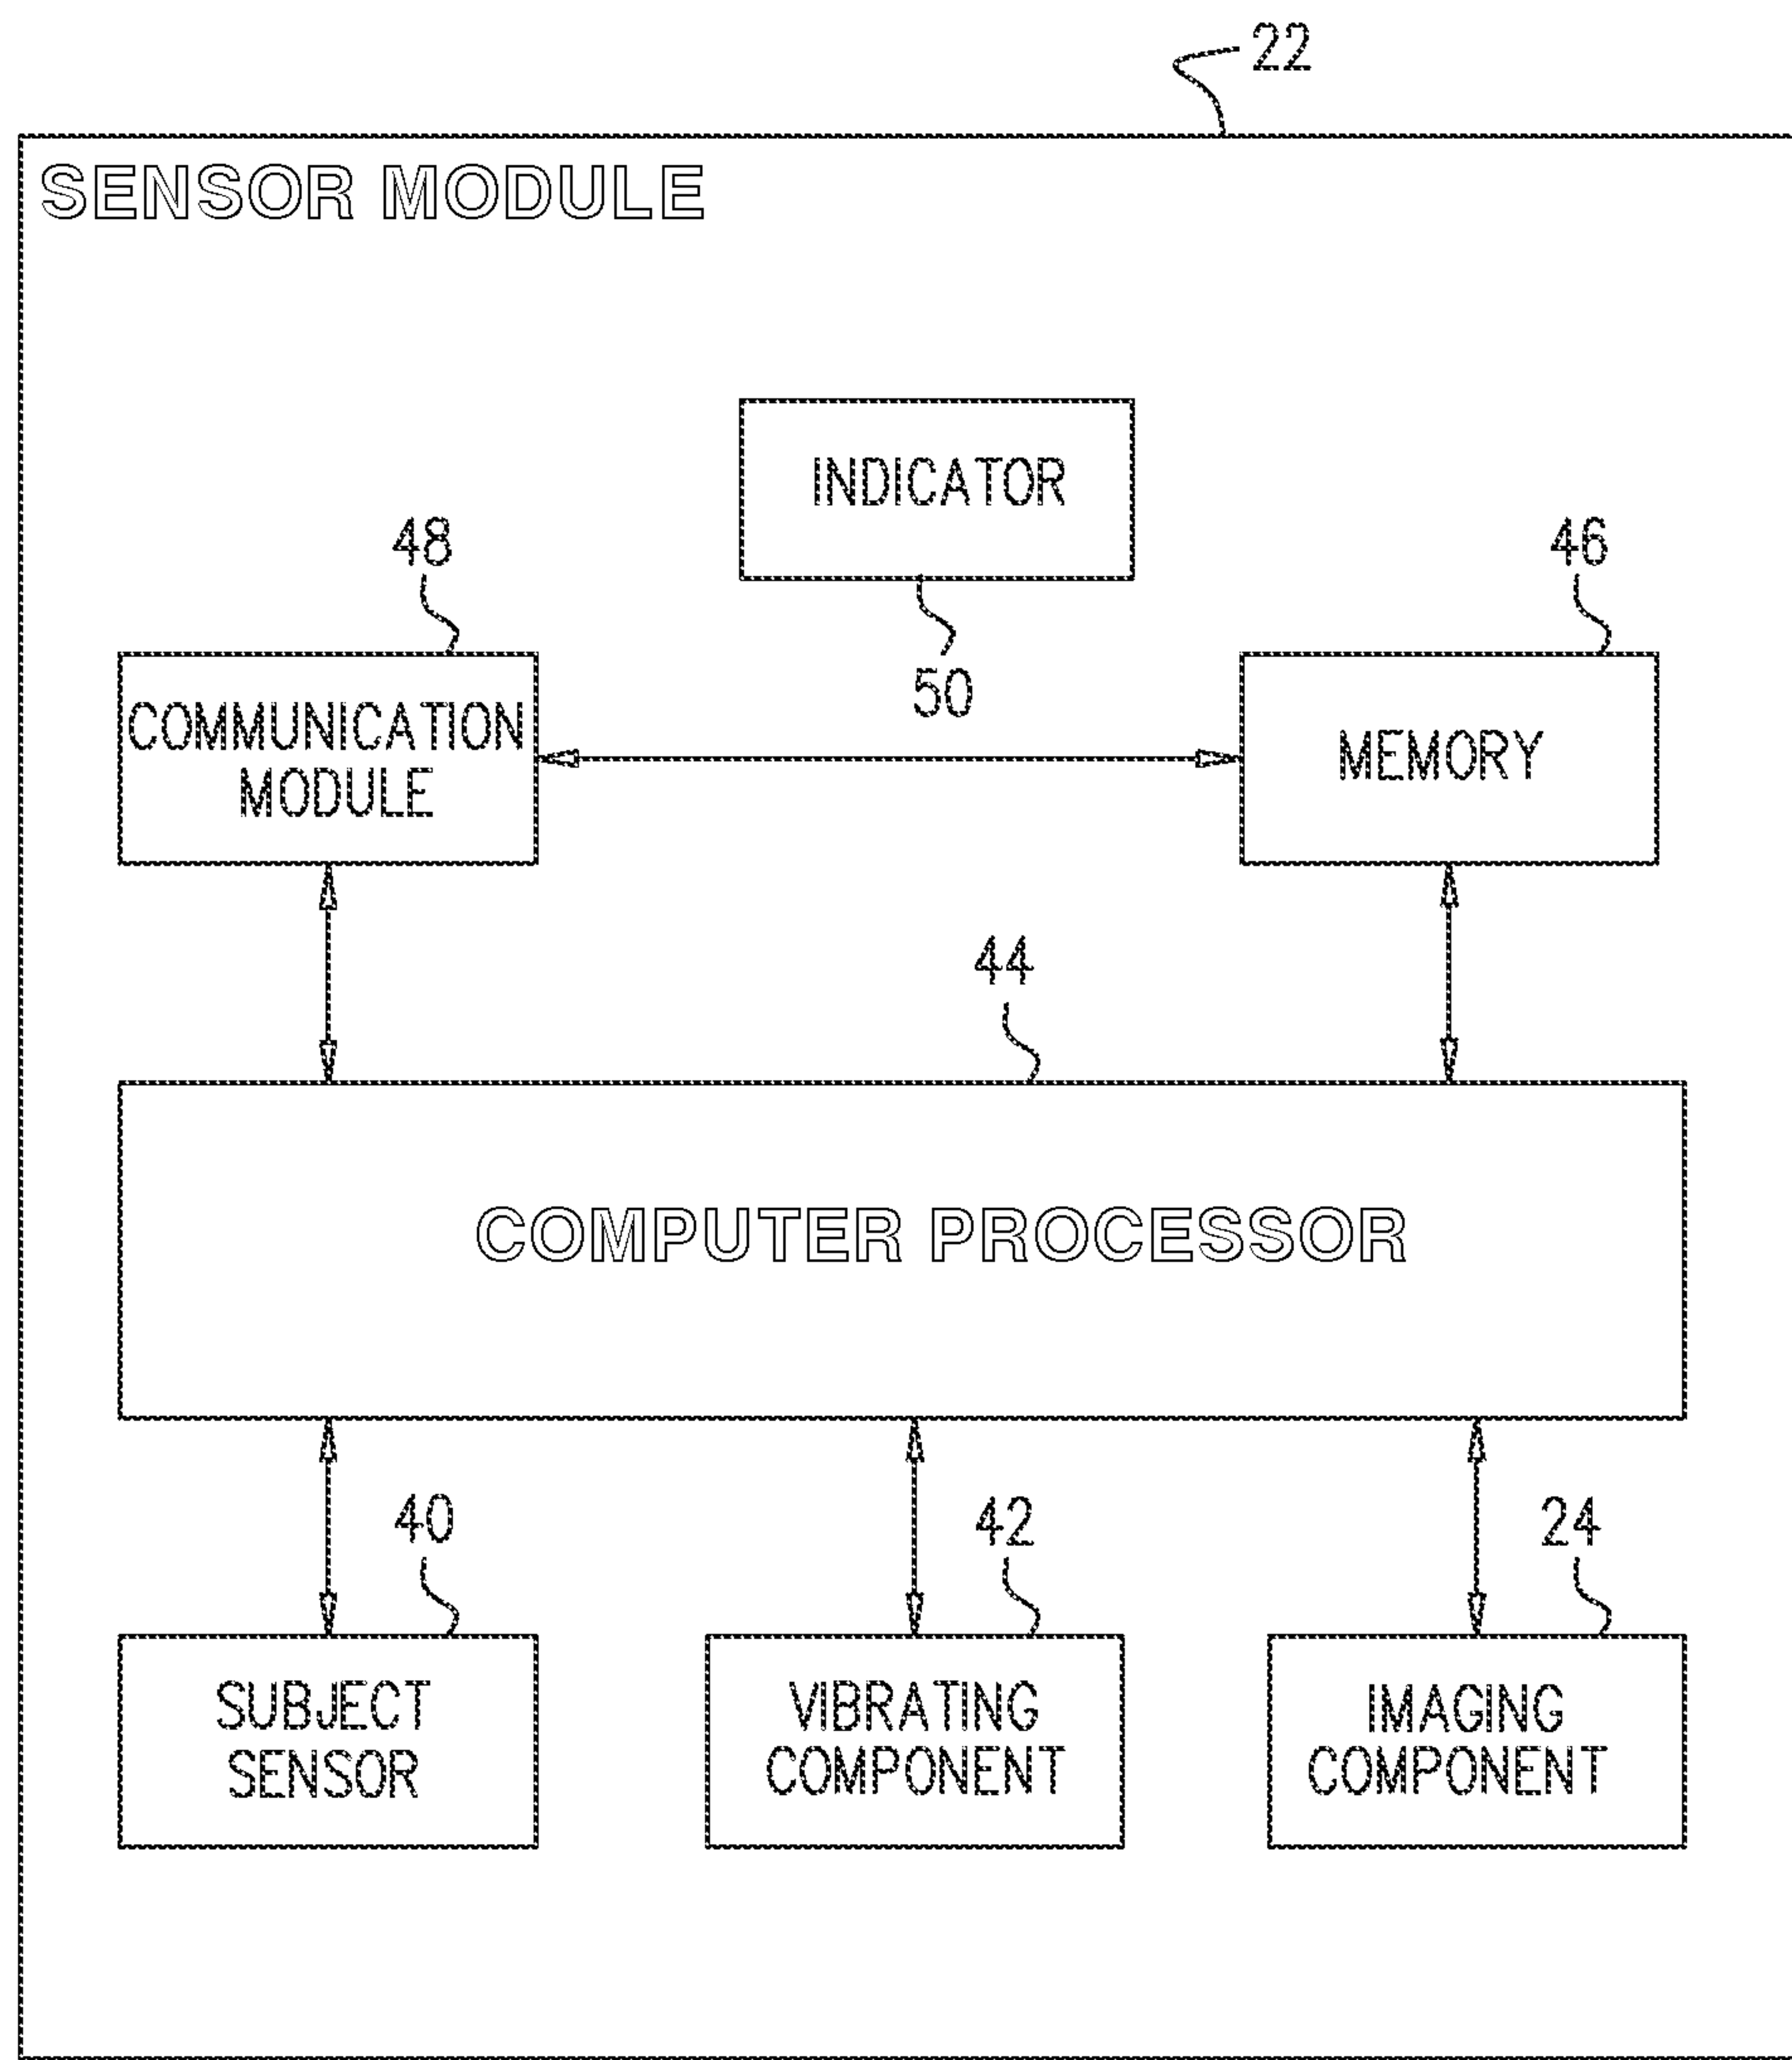 22
SENSOR MODULE
INDICATOR
50
48
COMMUNICATION
MODULE
46
MEMORY
44
COMPUTER PROCESSOR
40
SUBJECT
SENSOR
42
VIBRATING
COMPONENT
24
IMAGING
COMPONENT